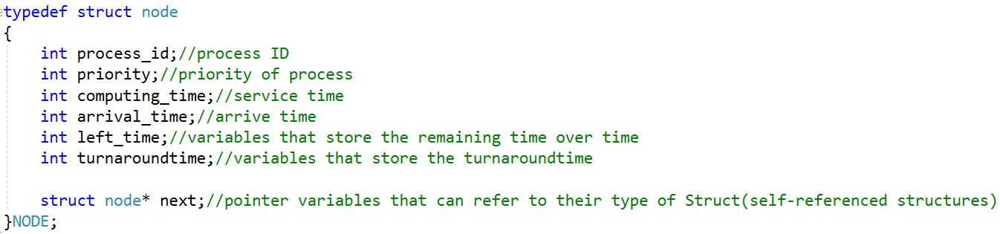 typedef struct node
{
int process_id;//process ID
int priority;//priority of process
int computing_time;//service time
int arrival_time;//arrive time
int left_time;//variables that store the remaining time over time
int turnaroundtime;//variables that store the turnaroundtime
struct node* next;//pointer variables that can refer to their type of Struct(self-referenced structures)
}NODE;